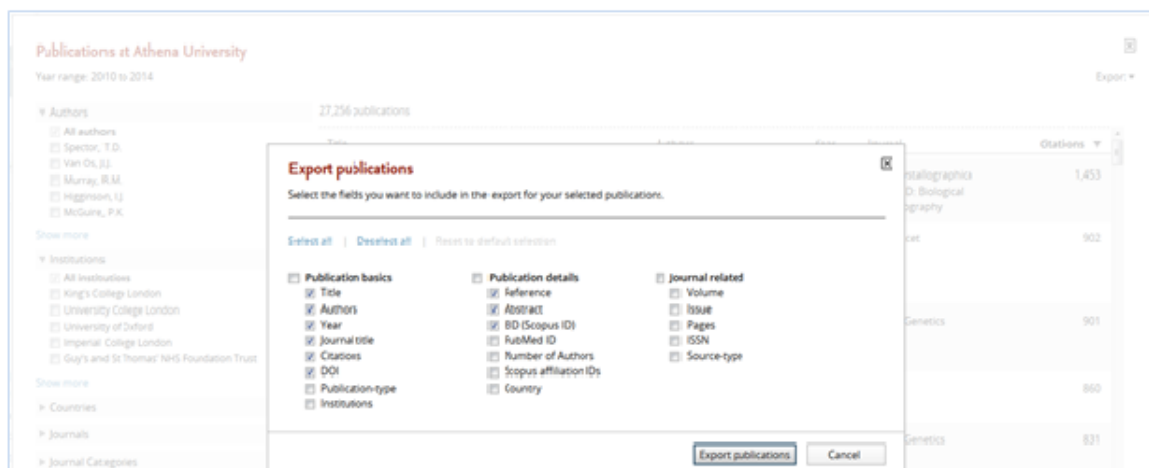 Publications at Athena University
Year range: 2010 to 2014
Export
Authors
All authors
Spector, T.D.
Van Os, J.J.
Murray, R.M.
Higginson, I.J.
McGuire, P.K.
Show more
Institutions
All institutions
King's College London
University College London
University of Oxford
Imperial College London
Guy's and St Thomas' NHS Foundation Trust
Show more
Countries
Journals
Journal Categories
27,256 publications
Title
Citations
1,453
D: Biological
902
Genetics 901
860
Genetics 831
Export publications
Select the fields you want to include in the export for your selected publications.
Select all | Deselect all | Reset to default selection
Publication basics
Title
Authors
Year
Journal title
Citations
DOI
Publication-type
Institutions
Publication details
Reference
Abstract
(Scopus ID)
PubMed ID
Number of Authors
Scopus affiliation IDs
Country
Journal related
Volume
Issue
Pages
ISSN
Source-type
Export publications Cancel